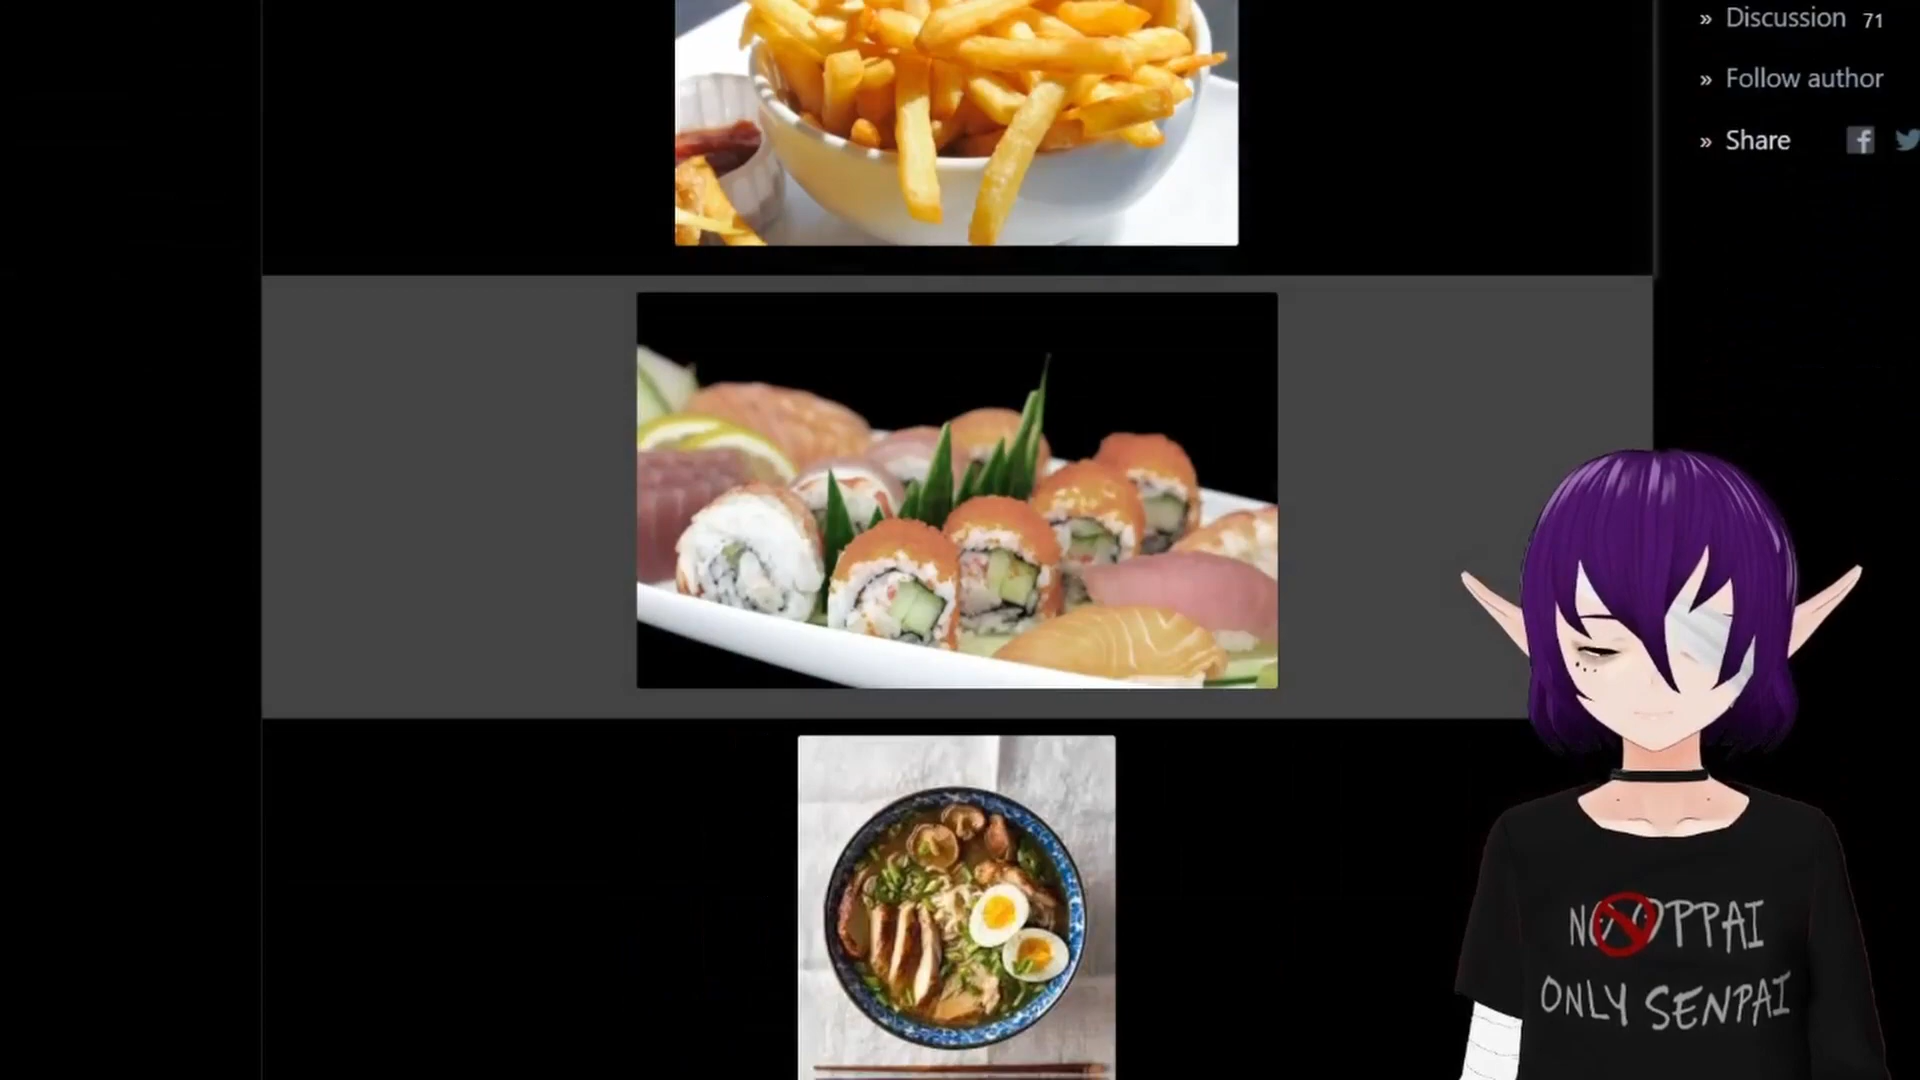 » Discussion 71
» Follow author
» Share
NO OPPAI
ONLY SENPAI